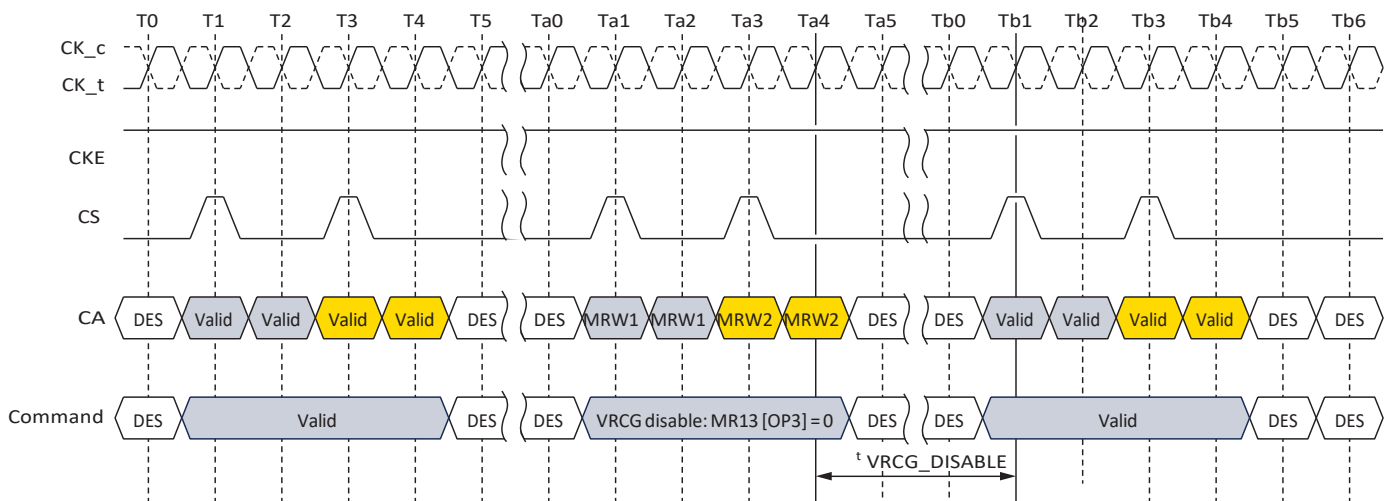 T0 T1 T2 T3 T4 T5 Ta0 Ta1 Ta2 Ta3 Ta4 Ta5 Tb0 Tb1 Tb2 Tb3 Tb4 Tb5 Tb6
CK_c
CK_t
CKE
CS
CA DES Valid Valid Valid Valid DES DES MRW1 MRW1 MRW2 MRW2 DES DES Valid Valid Valid Valid DES DES
Command DES Valid DES DES VRCG disable: MR13 [OP3] = 0 DES DES Valid DES DES
t VRCG_DISABLE